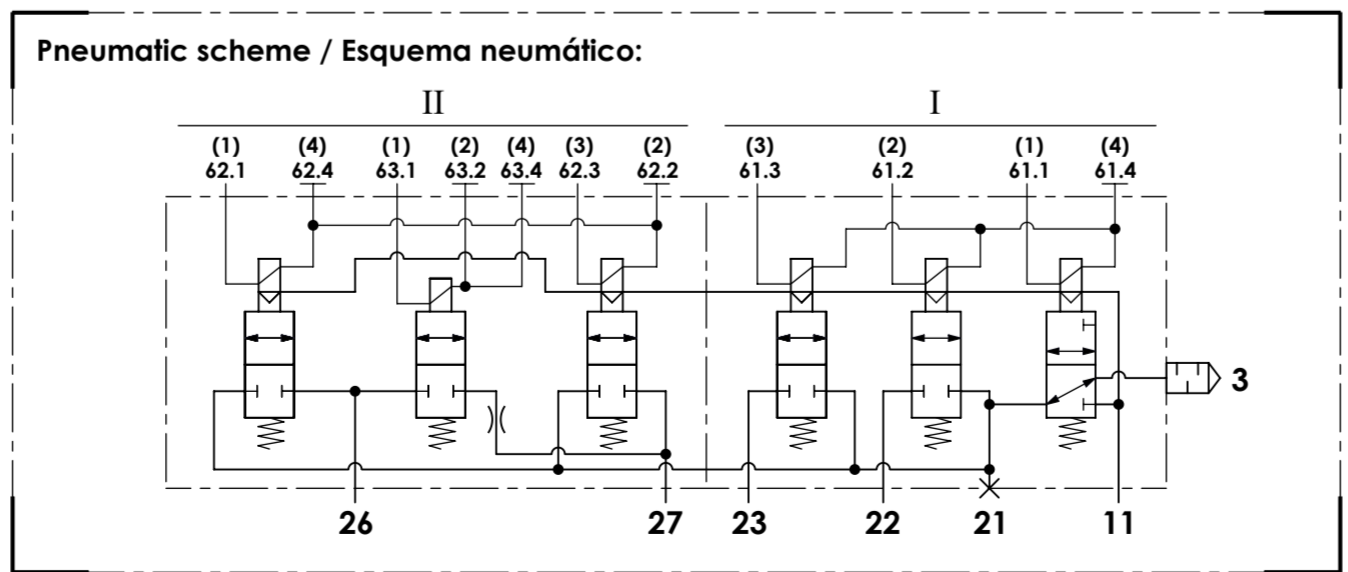 Pneumatic scheme / Esquema neumático:
II I
(1) (4) (1) (2) (4) (3) (2) (3) (2) (1) (4)
62.1 62.4 63.1 63.2 63.4 62.3 62.2 61.3 61.2 61.1 61.4
3
26 27 23 22 21 11